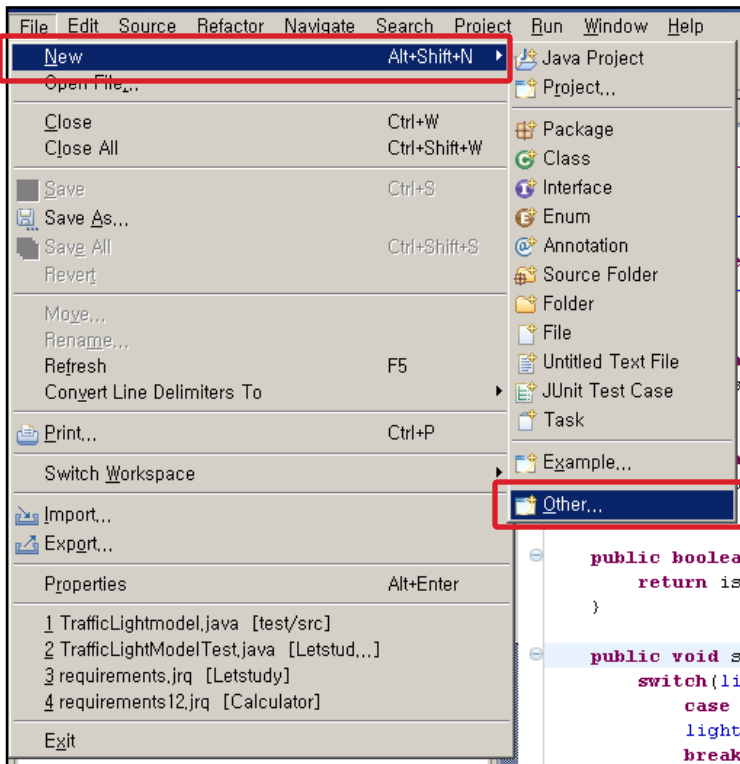 File Edit Source Refactor Navigate Search Project Run Window Help
New Alt+Shift+N
Open File...
Close Ctrl+W
Close All Ctrl+Shift+W
Save Ctrl+S
Save As...
Save All Ctrl+Shift+S
Revert
Move...
Rename...
Refresh F5
Convert Line Delimiters To
Print... Ctrl+P
Switch Workspace
Import...
Export...
Properties Alt+Enter
1 TrafficLightmodel.java [test/src]
2 TrafficLightModelTest.java [Letstud...]
3 requirements.jrq [Letstudy]
4 requirements12.jrq [Calculator]
Exit
Java Project
Project...
Package
Class
Interface
Enum
Annotation
Source Folder
Folder
File
Untitled Text File
JUnit Test Case
Task
Example...
Other...
public boolea
return is
}
public void s
switch(li
case
light
break